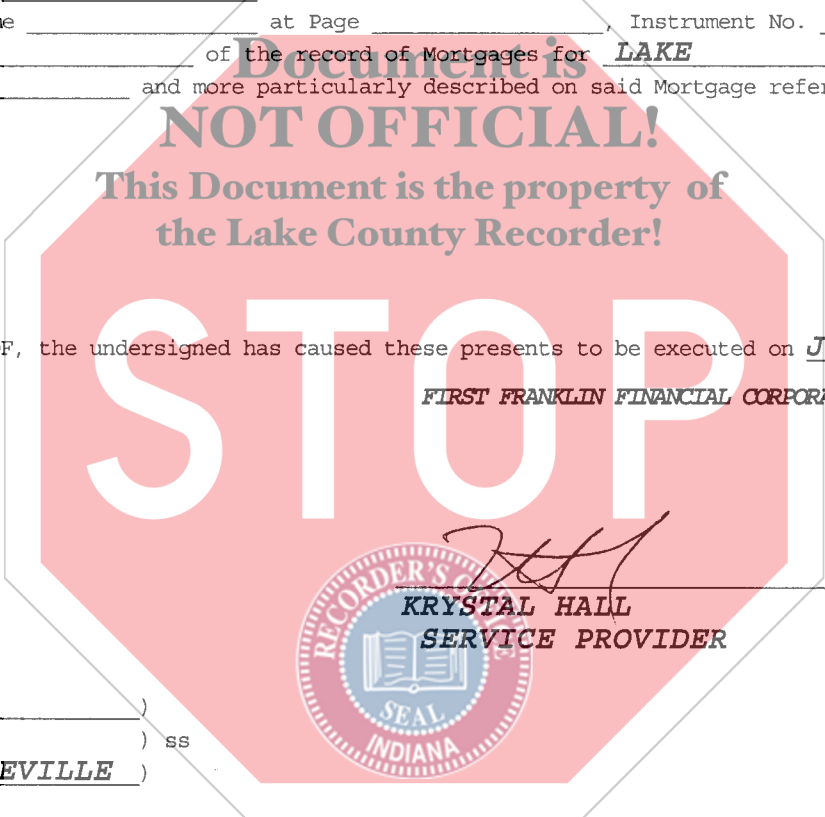 e at Page , Instrument No.
of the record of Mortgages for LAKE
Document is
and more particularly described on said Mortgage refer
NOT OFFICIAL!
This Document is the property of
the Lake County Recorder!
STOP
F, the undersigned has caused these presents to be executed on J
FIRST FRANKLIN FINANCIAL CORPORA
RECORDER'S OFFICE
KRYSTAL HALL
SERVICE PROVIDER
SEAL
INDIANA
)
) ss
EVILLE )